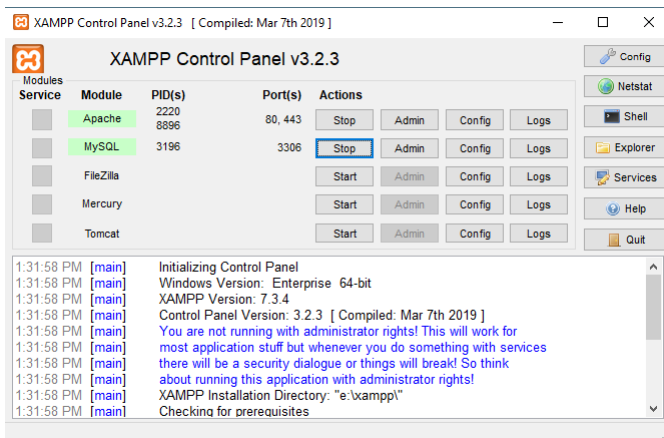 XAMPP Control Panel v3.2.3 [ Compiled: Mar 7th 2019 ]
XAMPP Control Panel v3.2.3
Config
Modules
Service Module PID(s) Port(s) Actions
Netstat
Apache 2220 8896 80, 443 Stop Admin Config Logs
Shell
MySQL 3196 3306 Stop Admin Config Logs
Explorer
FileZilla Start Admin Config Logs
Services
Mercury Start Admin Config Logs
Help
Tomcat Start Admin Config Logs
Quit
1:31:58 PM [main] Initializing Control Panel
1:31:58 PM [main] Windows Version: Enterprise 64-bit
1:31:58 PM [main] XAMPP Version: 7.3.4
1:31:58 PM [main] Control Panel Version: 3.2.3 [ Compiled: Mar 7th 2019 ]
1:31:58 PM [main] You are not running with administrator rights! This will work for
1:31:58 PM [main] most application stuff but whenever you do something with services
1:31:58 PM [main] there will be a security dialogue or things will break! So think
1:31:58 PM [main] about running this application with administrator rights!
1:31:58 PM [main] XAMPP Installation Directory: "e:\xampp\"
1:31:58 PM [main] Checking for prerequisites